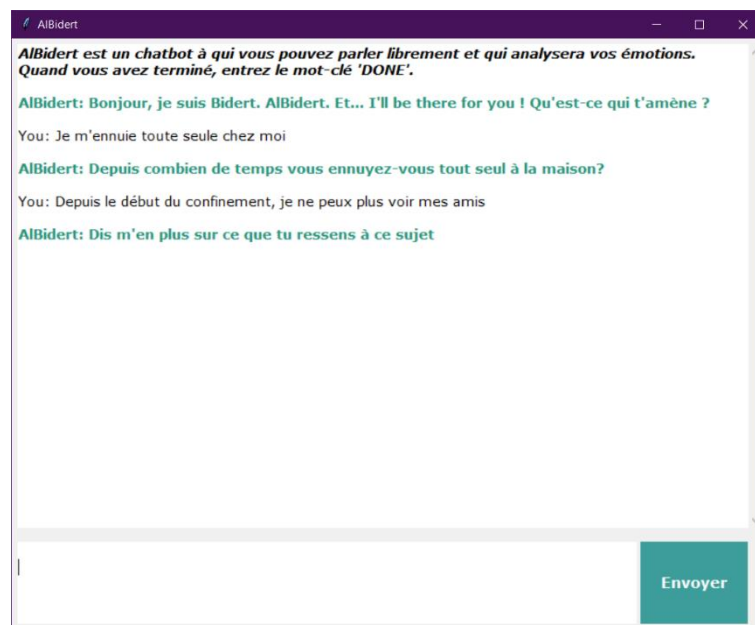 AlBidert
AlBidert est un chatbot à qui vous pouvez parler librement et qui analysera vos émotions.
Quand vous avez terminé, entrez le mot-clé 'DONE'.
AlBidert: Bonjour, je suis Bidert. AlBidert. Et... I'll be there for you ! Qu'est-ce qui t'amène ?
You: Je m'ennuie toute seule chez moi
AlBidert: Depuis combien de temps vous ennuyez-vous tout seul à la maison?
You: Depuis le début du confinement, je ne peux plus voir mes amis
AlBidert: Dis m'en plus sur ce que tu ressens à ce sujet
Envoyer